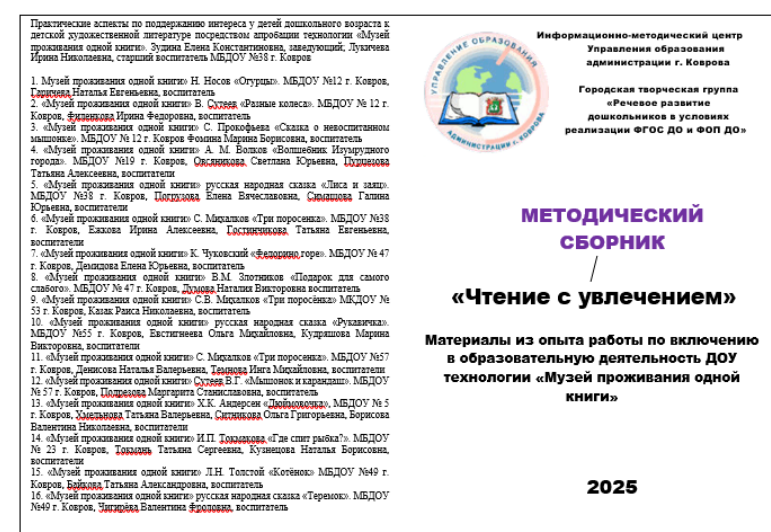 Практические аспекты по поддержанию интереса у детей дошкольного возраста к
детской художественной литературе посредством апробации технологии «Музей
проживания одной книги». Зудина Елена Константиновна, заведующий; Лукичева
Ирина Николаевна, старший воспитатель МБДОУ №38 г. Ковров
1. Музей проживания одной книги» Н. Носов «Огурцы». МБДОУ №12 г. Ковров,
Гаричева Наталья Евгеньевна, воспитатель
2. «Музей проживания одной книги» В. Сутеев «Разные колеса». МБДОУ № 12 г.
Ковров, Филенкова Ирина Федоровна, воспитатель
3. «Музей проживания одной книги» С. Прокофьева «Сказка о невоспитанном
мышонке». МБДОУ № 12 г. Ковров Фомина Марина Борисовна, воспитатель
4. «Музей проживания одной книги» А. М. Волков «Волшебник Изумрудного
города». МБДОУ №19 г. Ковров, Овсяникова Светлана Юрьевна, Пурцезова
Татьяна Алексеевна, воспитатели
5. «Музей проживания одной книги» русская народная сказка «Лиса и заяц».
МБДОУ №38 г. Ковров, Погрузова Елена Вячеславовна, Симашова Галина
Юрьевна, воспитатели
6. «Музей проживания одной книги» С. Михалков «Три поросенка». МБДОУ №38
г. Ковров, Ежкова Ирина Алексеевна, Гостинчикова Татьяна Евгеньевна,
воспитатели
7. «Музей проживания одной книги» К. Чуковский «Федорино горе». МБДОУ № 47
г. Ковров, Демидова Елена Юрьевна, воспитатель
8. «Музей проживания одной книги» В.М. Злотников «Подарок для самого
слабого». МБДОУ № 47 г. Ковров, Думова Наталия Викторовна воспитатель
9. «Музей проживания одной книги» С.В. Михалков «Три поросёнка» МКДОУ №
53 г. Ковров, Казак Раиса Николаевна, воспитатель
10. «Музей проживания одной книги» русская народная сказка «Рукавичка».
МБДОУ №55 г. Ковров, Евстигнеева Ольга Михайловна, Кудряшова Марина
Викторовна, воспитатели
11. «Музей проживания одной книги» С. Михалков «Три поросенка». МБДОУ №57
г. Ковров, Денисова Наталья Валерьевна, Темнова Инга Михайловна, воспитатели
12. «Музей проживания одной книги» Сутеев В.Г. «Мышонок и карандаш». МБДОУ
№ 57 г. Ковров, Подрезова Маргарита Станиславовна, воспитатель
13. «Музей проживания одной книги» Х.К. Андерсен «Дюймовочка», МБДОУ № 5
г. Ковров, Хмельнова Татьяна Валерьевна, Ситникова Ольга Григорьевна, Борисова
Валентина Николаевна, воспитатели
14. «Музей проживания одной книги» И.П. Токмакова «Где спит рыбка?». МБДОУ
№ 23 г. Ковров, Токмань Татьяна Сергеевна, Кузнецова Наталья Борисовна,
воспитатели
15. «Музей проживания одной книги» Л.Н. Толстой «Котёнок» МБДОУ №49 г.
Ковров, Байкова Татьяна Александровна, воспитатель
16. «Музей проживания одной книги» русская народная сказка «Теремок». МБДОУ
№49 г. Ковров, Чигирёва Валентина Фроловна, воспитатель
УПРАВЛЕНИЕ ОБРАЗОВАНИЯ
АДМИНИСТРАЦИИ г. КОВРОВА
Информационно-методический центр
Управления образования
администрации г. Коврова
Городская творческая группа
«Речевое развитие
дошкольников в условиях
реализации ФГОС ДО и ФОП ДО»
МЕТОДИЧЕСКИЙ
СБОРНИК
«Чтение с увлечением»
Материалы из опыта работы по включению
в образовательную деятельность ДОУ
технологии «Музей проживания одной
книги»
2025